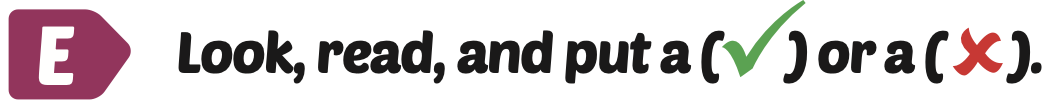 E Look, read, and put a (✓) or a (✗).